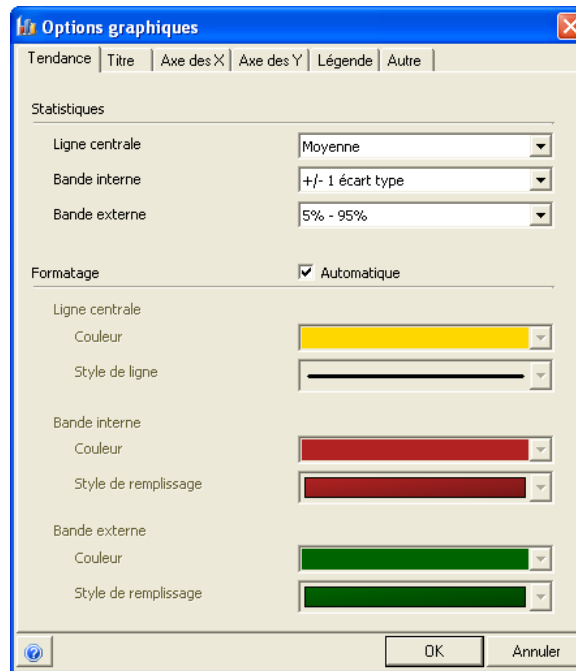 Options graphiques
Tendance Titre Axe des X Axe des Y Légende Autre
Statistiques
Ligne centrale Moyenne
Bande interne +/- 1 écart type
Bande externe 5% - 95%
Formatage Automatique
Ligne centrale
Couleur
Style de ligne
Bande interne
Couleur
Style de remplissage
Bande externe
Couleur
Style de remplissage
? OK Annuler